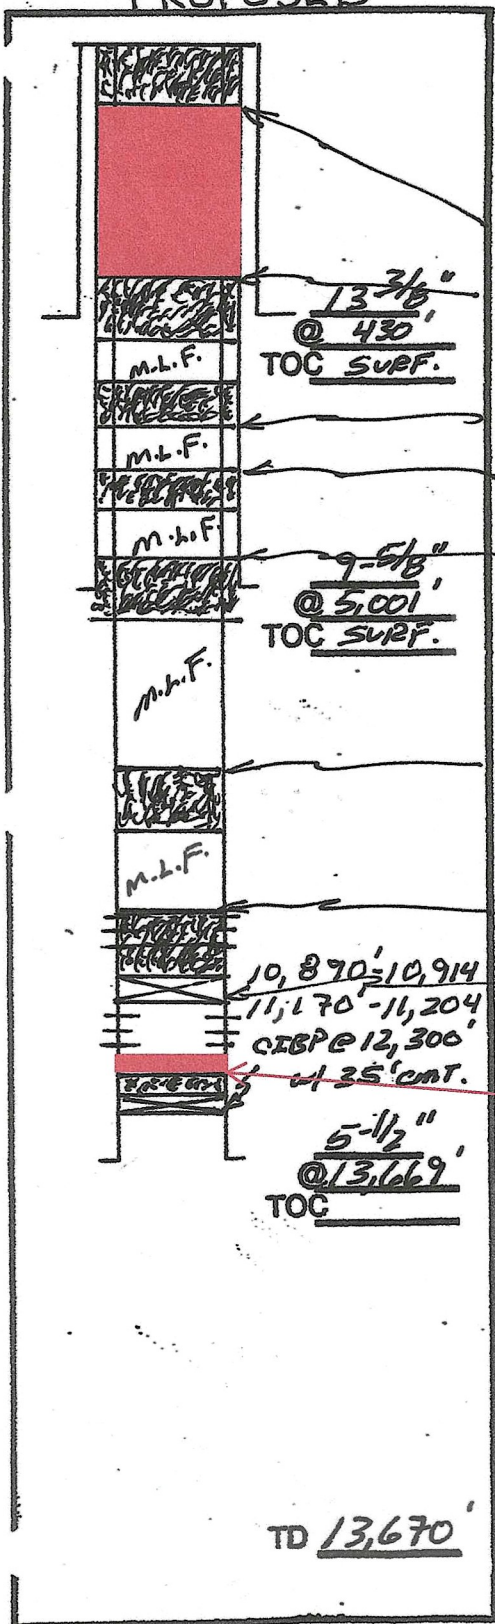 PROPOSED
13 3/8"
@ 430'
TOC SURF.
M.L.F.
M.L.F.
M.L.F.
9-5/8"
@ 5,001'
TOC SURF.
M.L.F.
M.L.F.
10,890'-10,914
11,170'-11,204
CIBP @ 12,300'
w/ 35' cmT.
5-1/2"
@ 13,669'
TOC
TD 13,670'